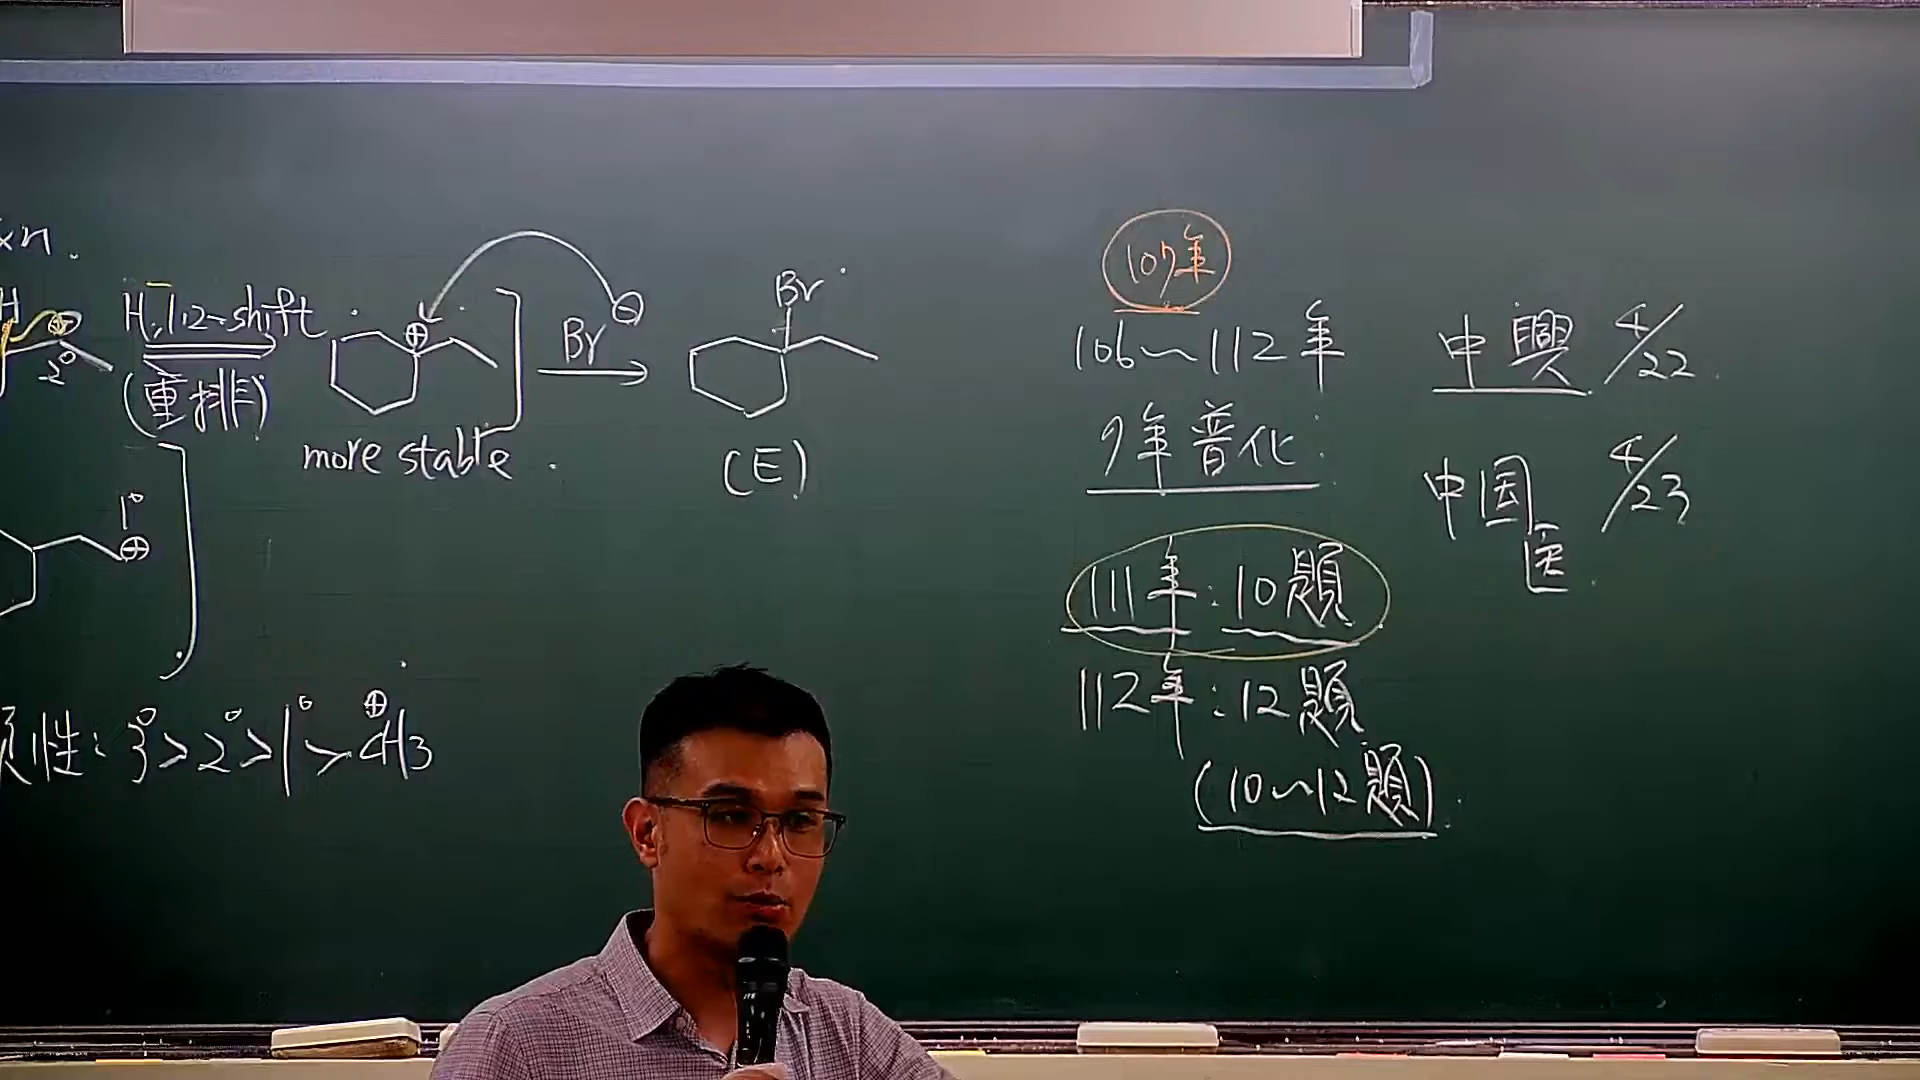 xn.
H
⊕
2°
H, 1,2-shift
(重排)
⊕
more stable
Br ⊖
Br
(E)
1°
⊕
性: 3° > 2° > 1° > ⊕CH3
107年
106~112年
9年普化
111年:10題
112年:12題
(10~12題)
中興 4/22
中国医 4/23